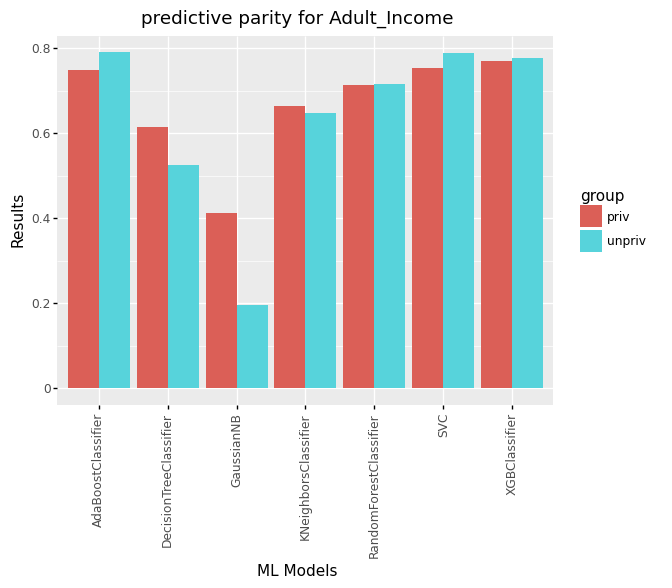 predictive parity for Adult_Income
Results
0.8
0.6
0.4
0.2
0
AdaBoostClassifier
DecisionTreeClassifier
GaussianNB
KNeighborsClassifier
RandomForestClassifier
SVC
XGBClassifier
ML Models
group
priv
unpriv